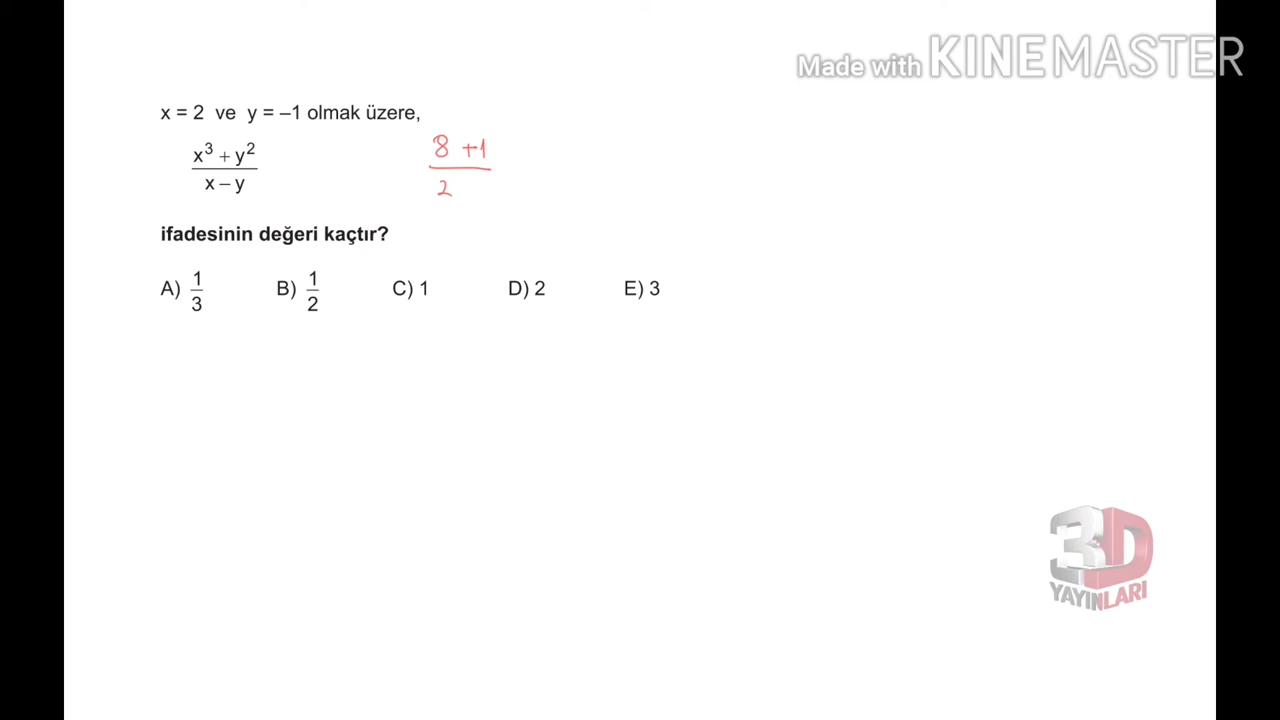 Made with KINEMASTER
x = 2 ve y = –1 olmak üzere,
x³ + y²
x – y
8 +1
2
ifadesinin değeri kaçtır?
A) 1/3 B) 1/2 C) 1 D) 2 E) 3
3D
YAYINLARI